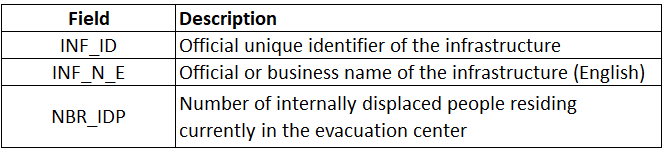 Field Description
INF_ID Official unique identifier of the infrastructure
INF_N_E Official or business name of the infrastructure (English)
NBR_IDP Number of internally displaced people residing
currently in the evacuation center